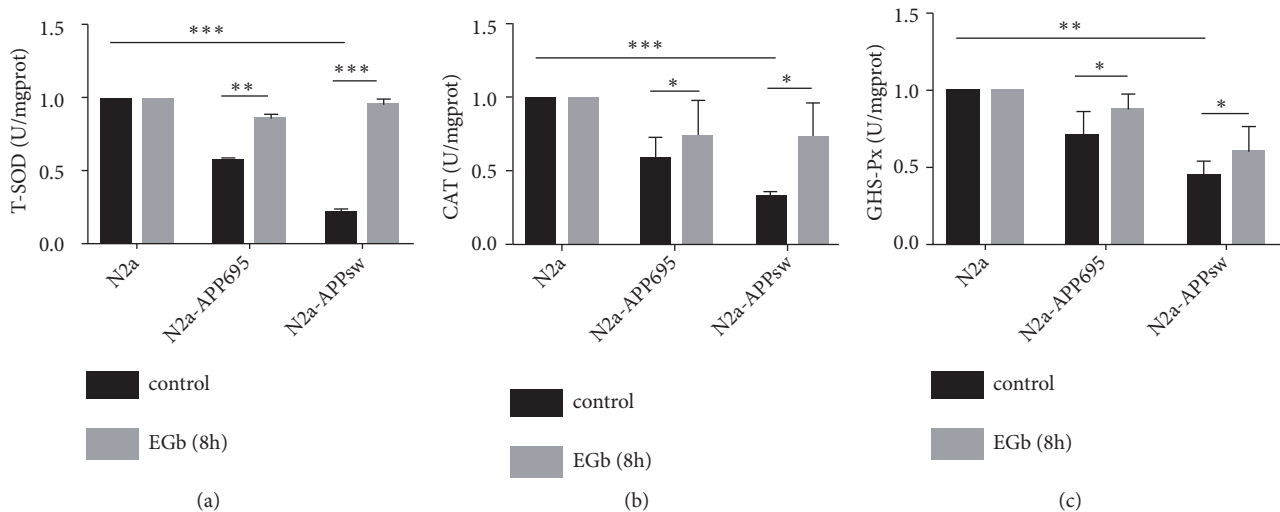 1.5
1.0
0.5
0.0
T-SOD (U/mgprot)
***
**
***
N2a
N2a-APP695
N2a-APPsw
control
EGb (8h)
(a)
1.5
1.0
0.5
0.0
CAT (U/mgprot)
***
*
*
N2a
N2a-APP695
N2a-APPsw
control
EGb (8h)
(b)
1.5
1.0
0.5
0.0
GHS-Px (U/mgprot)
**
*
*
N2a
N2a-APP695
N2a-APPsw
control
EGb (8h)
(c)